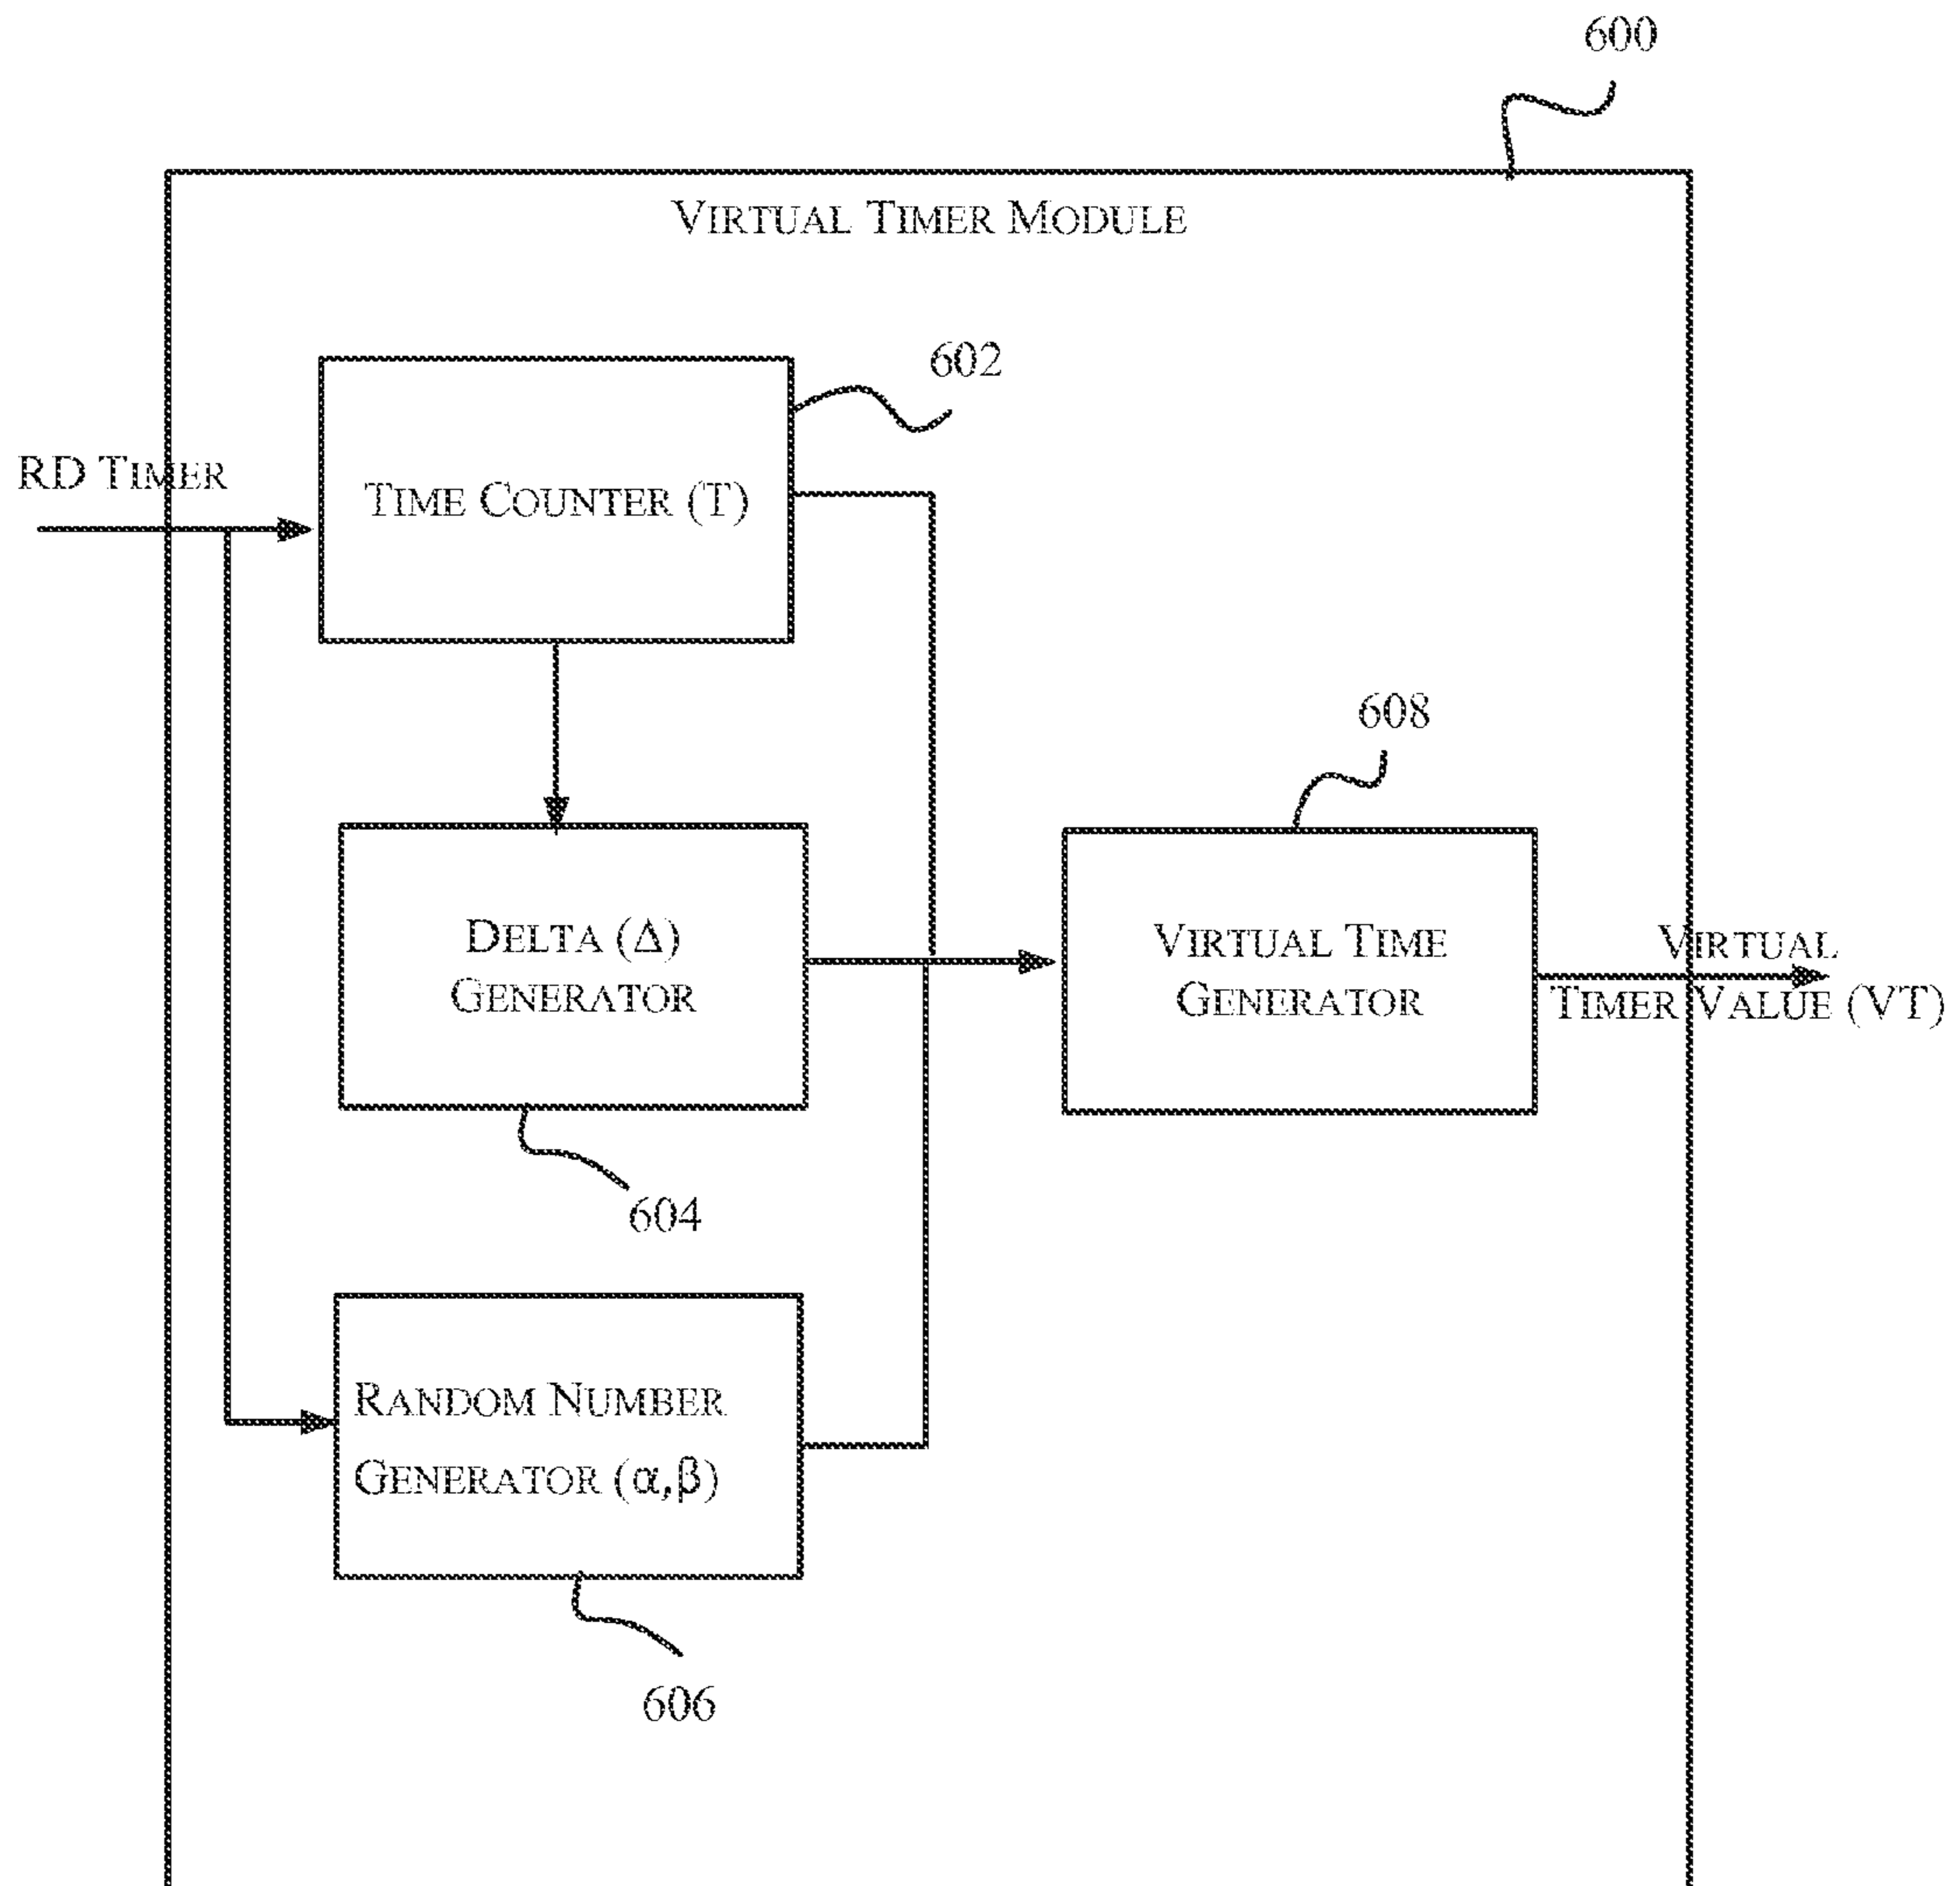 600
VIRTUAL TIMER MODULE
602
RD TIMER
TIME COUNTER (T)
608
DELTA (Δ)
GENERATOR
VIRTUAL TIME
GENERATOR
VIRTUAL
TIMER VALUE (VT)
604
RANDOM NUMBER
GENERATOR (α,β)
606